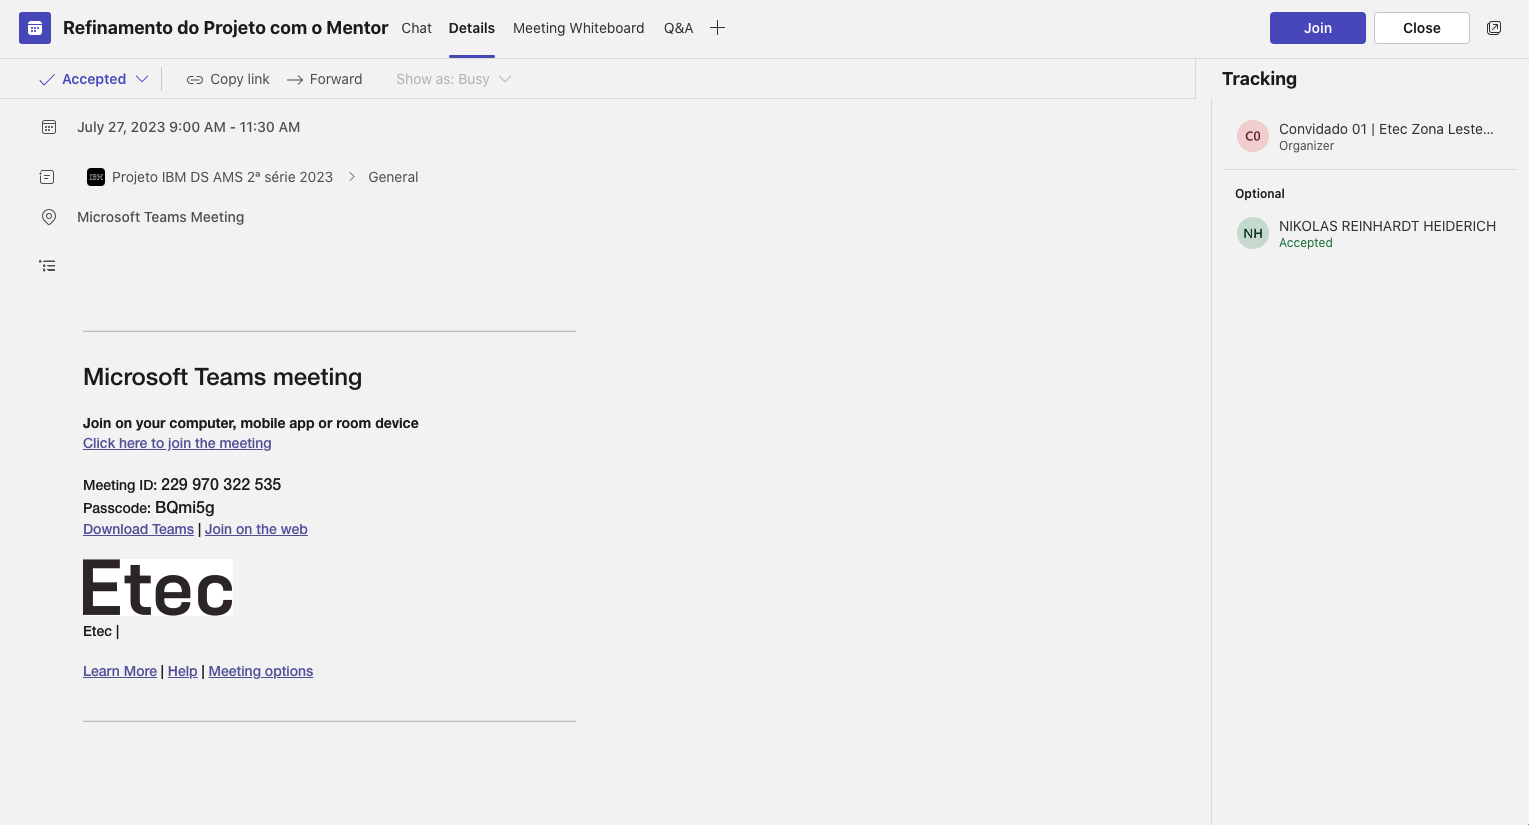 Refinamento do Projeto com o Mentor Chat Details Meeting Whiteboard Q&A Join Close
Accepted Copy link Forward Show as: Busy
Tracking
July 27, 2023 9:00 AM - 11:30 AM
IBM Projeto IBM DS AMS 2ª série 2023 > General
Microsoft Teams Meeting
C0 Convidado 01 | Etec Zona Leste...
Organizer
Optional
NH NIKOLAS REINHARDT HEIDERICH
Accepted
Microsoft Teams meeting
Join on your computer, mobile app or room device
Click here to join the meeting
Meeting ID: 229 970 322 535
Passcode: BQmi5g
Download Teams | Join on the web
Etec
Etec |
Learn More | Help | Meeting options